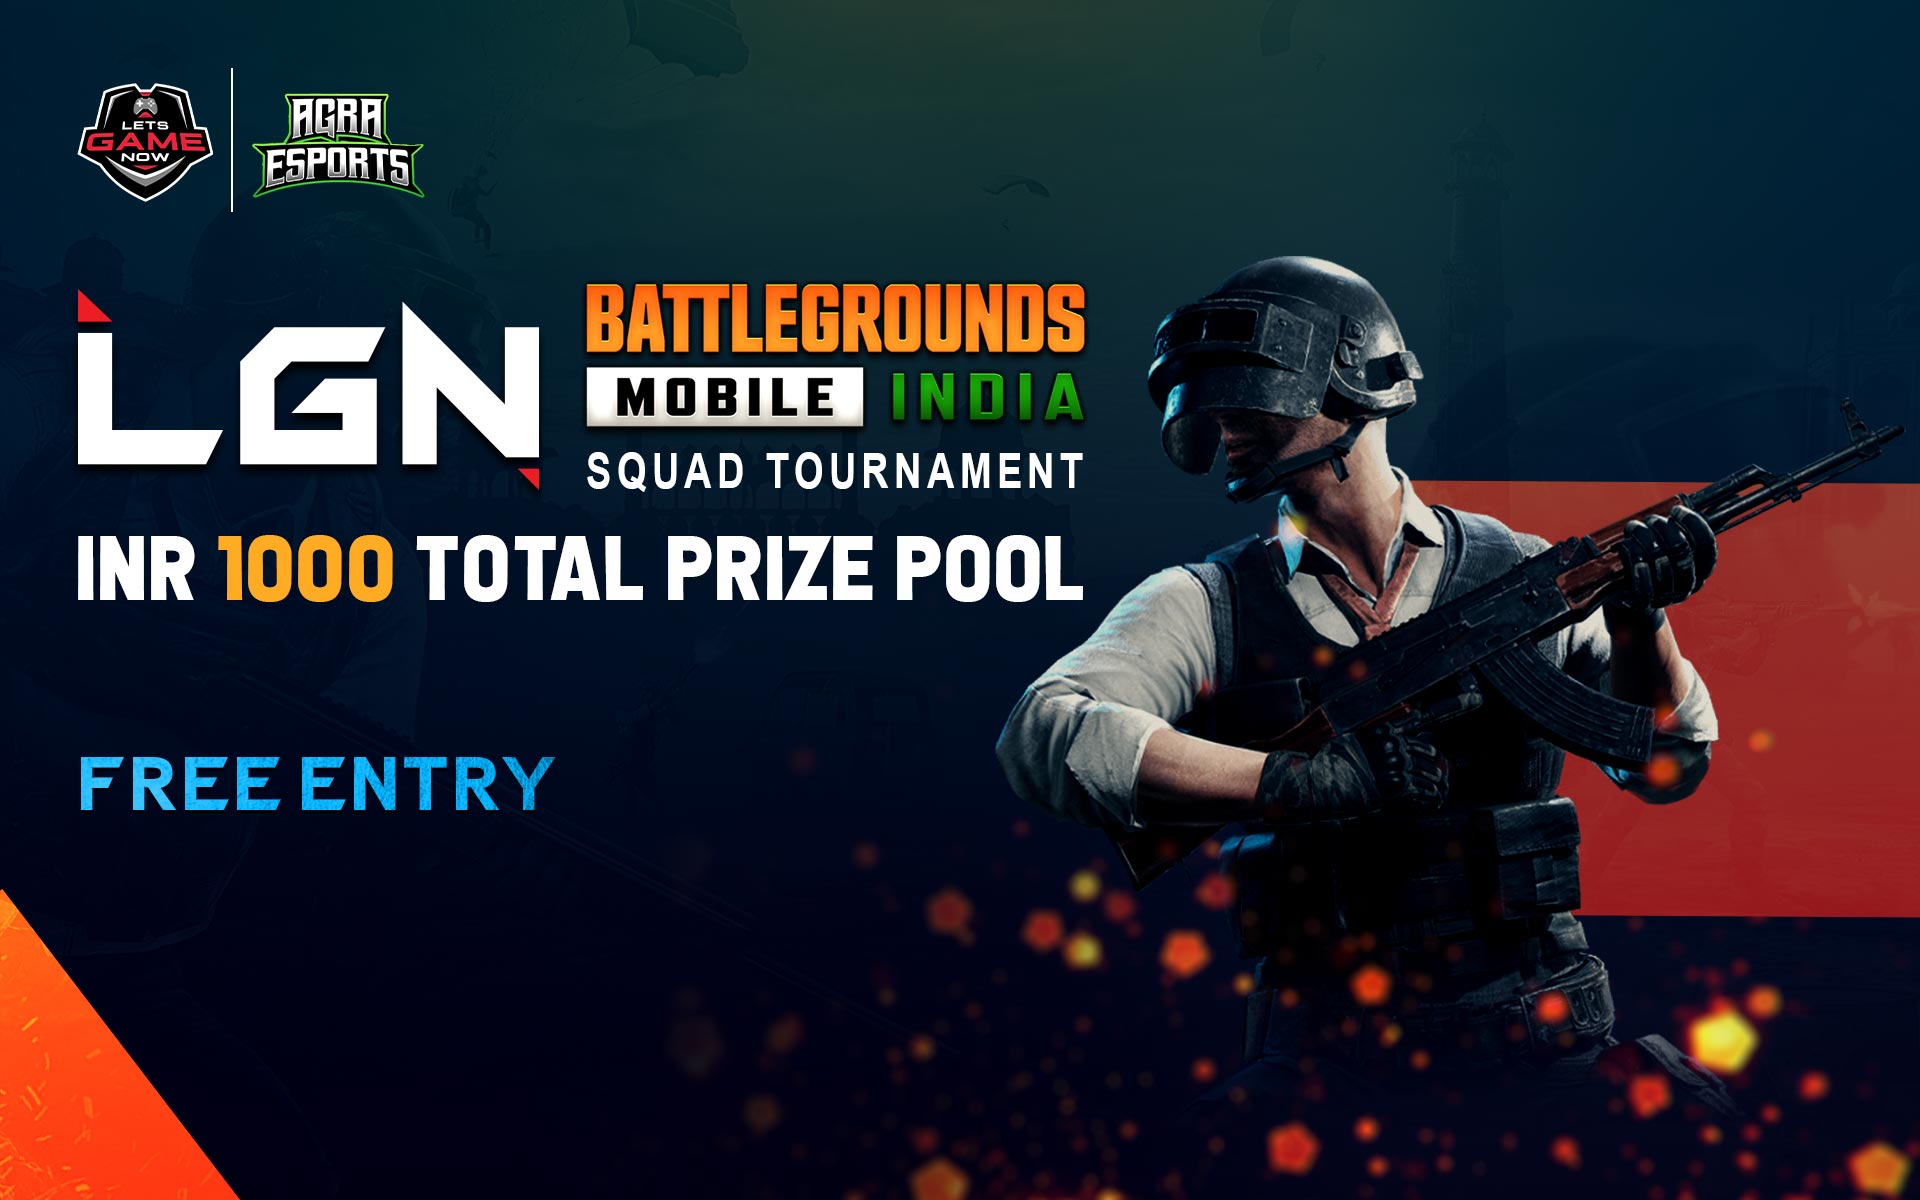 LETS
GAME
NOW
AGRA
ESPORTS
LGN
BATTLEGROUNDS
MOBILE INDIA
SQUAD TOURNAMENT
INR 1000 TOTAL PRIZE POOL
FREE ENTRY